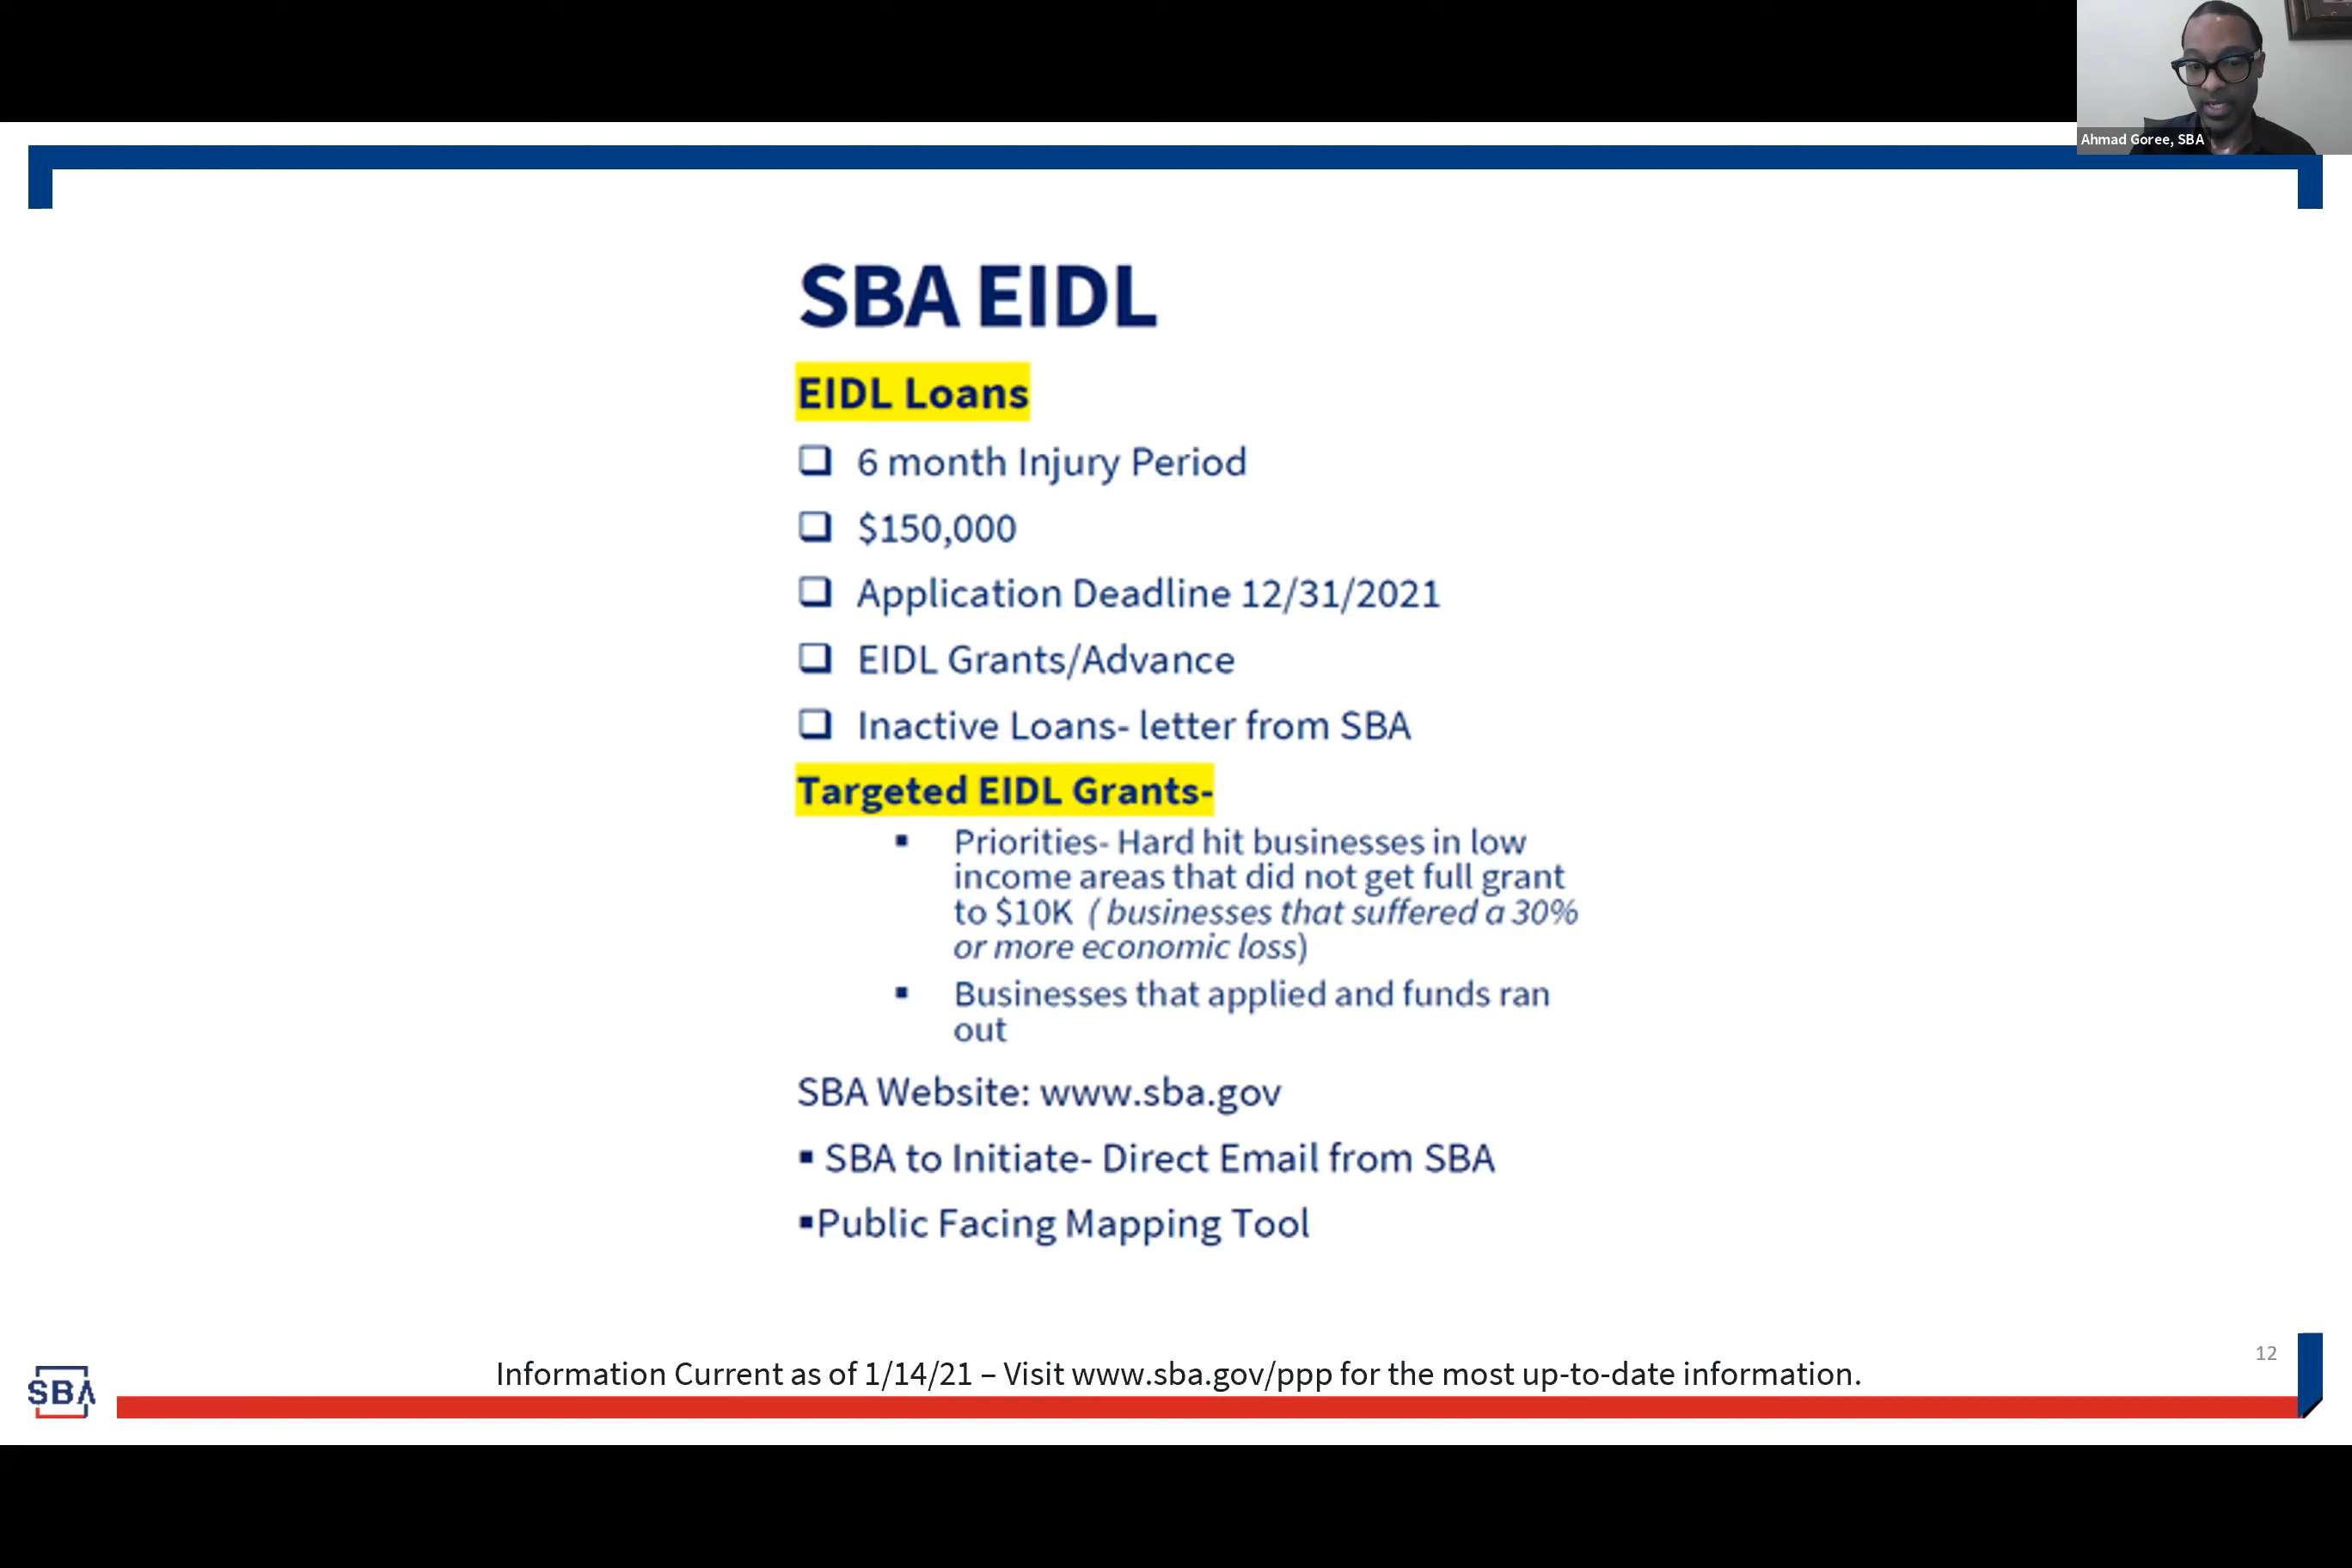 Ahmad Goree, SBA
SBA EIDL
EIDL Loans
❑ 6 month Injury Period
❑ $150,000
❑ Application Deadline 12/31/2021
❑ EIDL Grants/Advance
❑ Inactive Loans- letter from SBA
Targeted EIDL Grants-
▪ Priorities- Hard hit businesses in low
income areas that did not get full grant
to $10K ( businesses that suffered a 30%
or more economic loss)
▪ Businesses that applied and funds ran
out
SBA Website: www.sba.gov
▪ SBA to Initiate- Direct Email from SBA
▪Public Facing Mapping Tool
12
Information Current as of 1/14/21 – Visit www.sba.gov/ppp for the most up-to-date information.
SBA